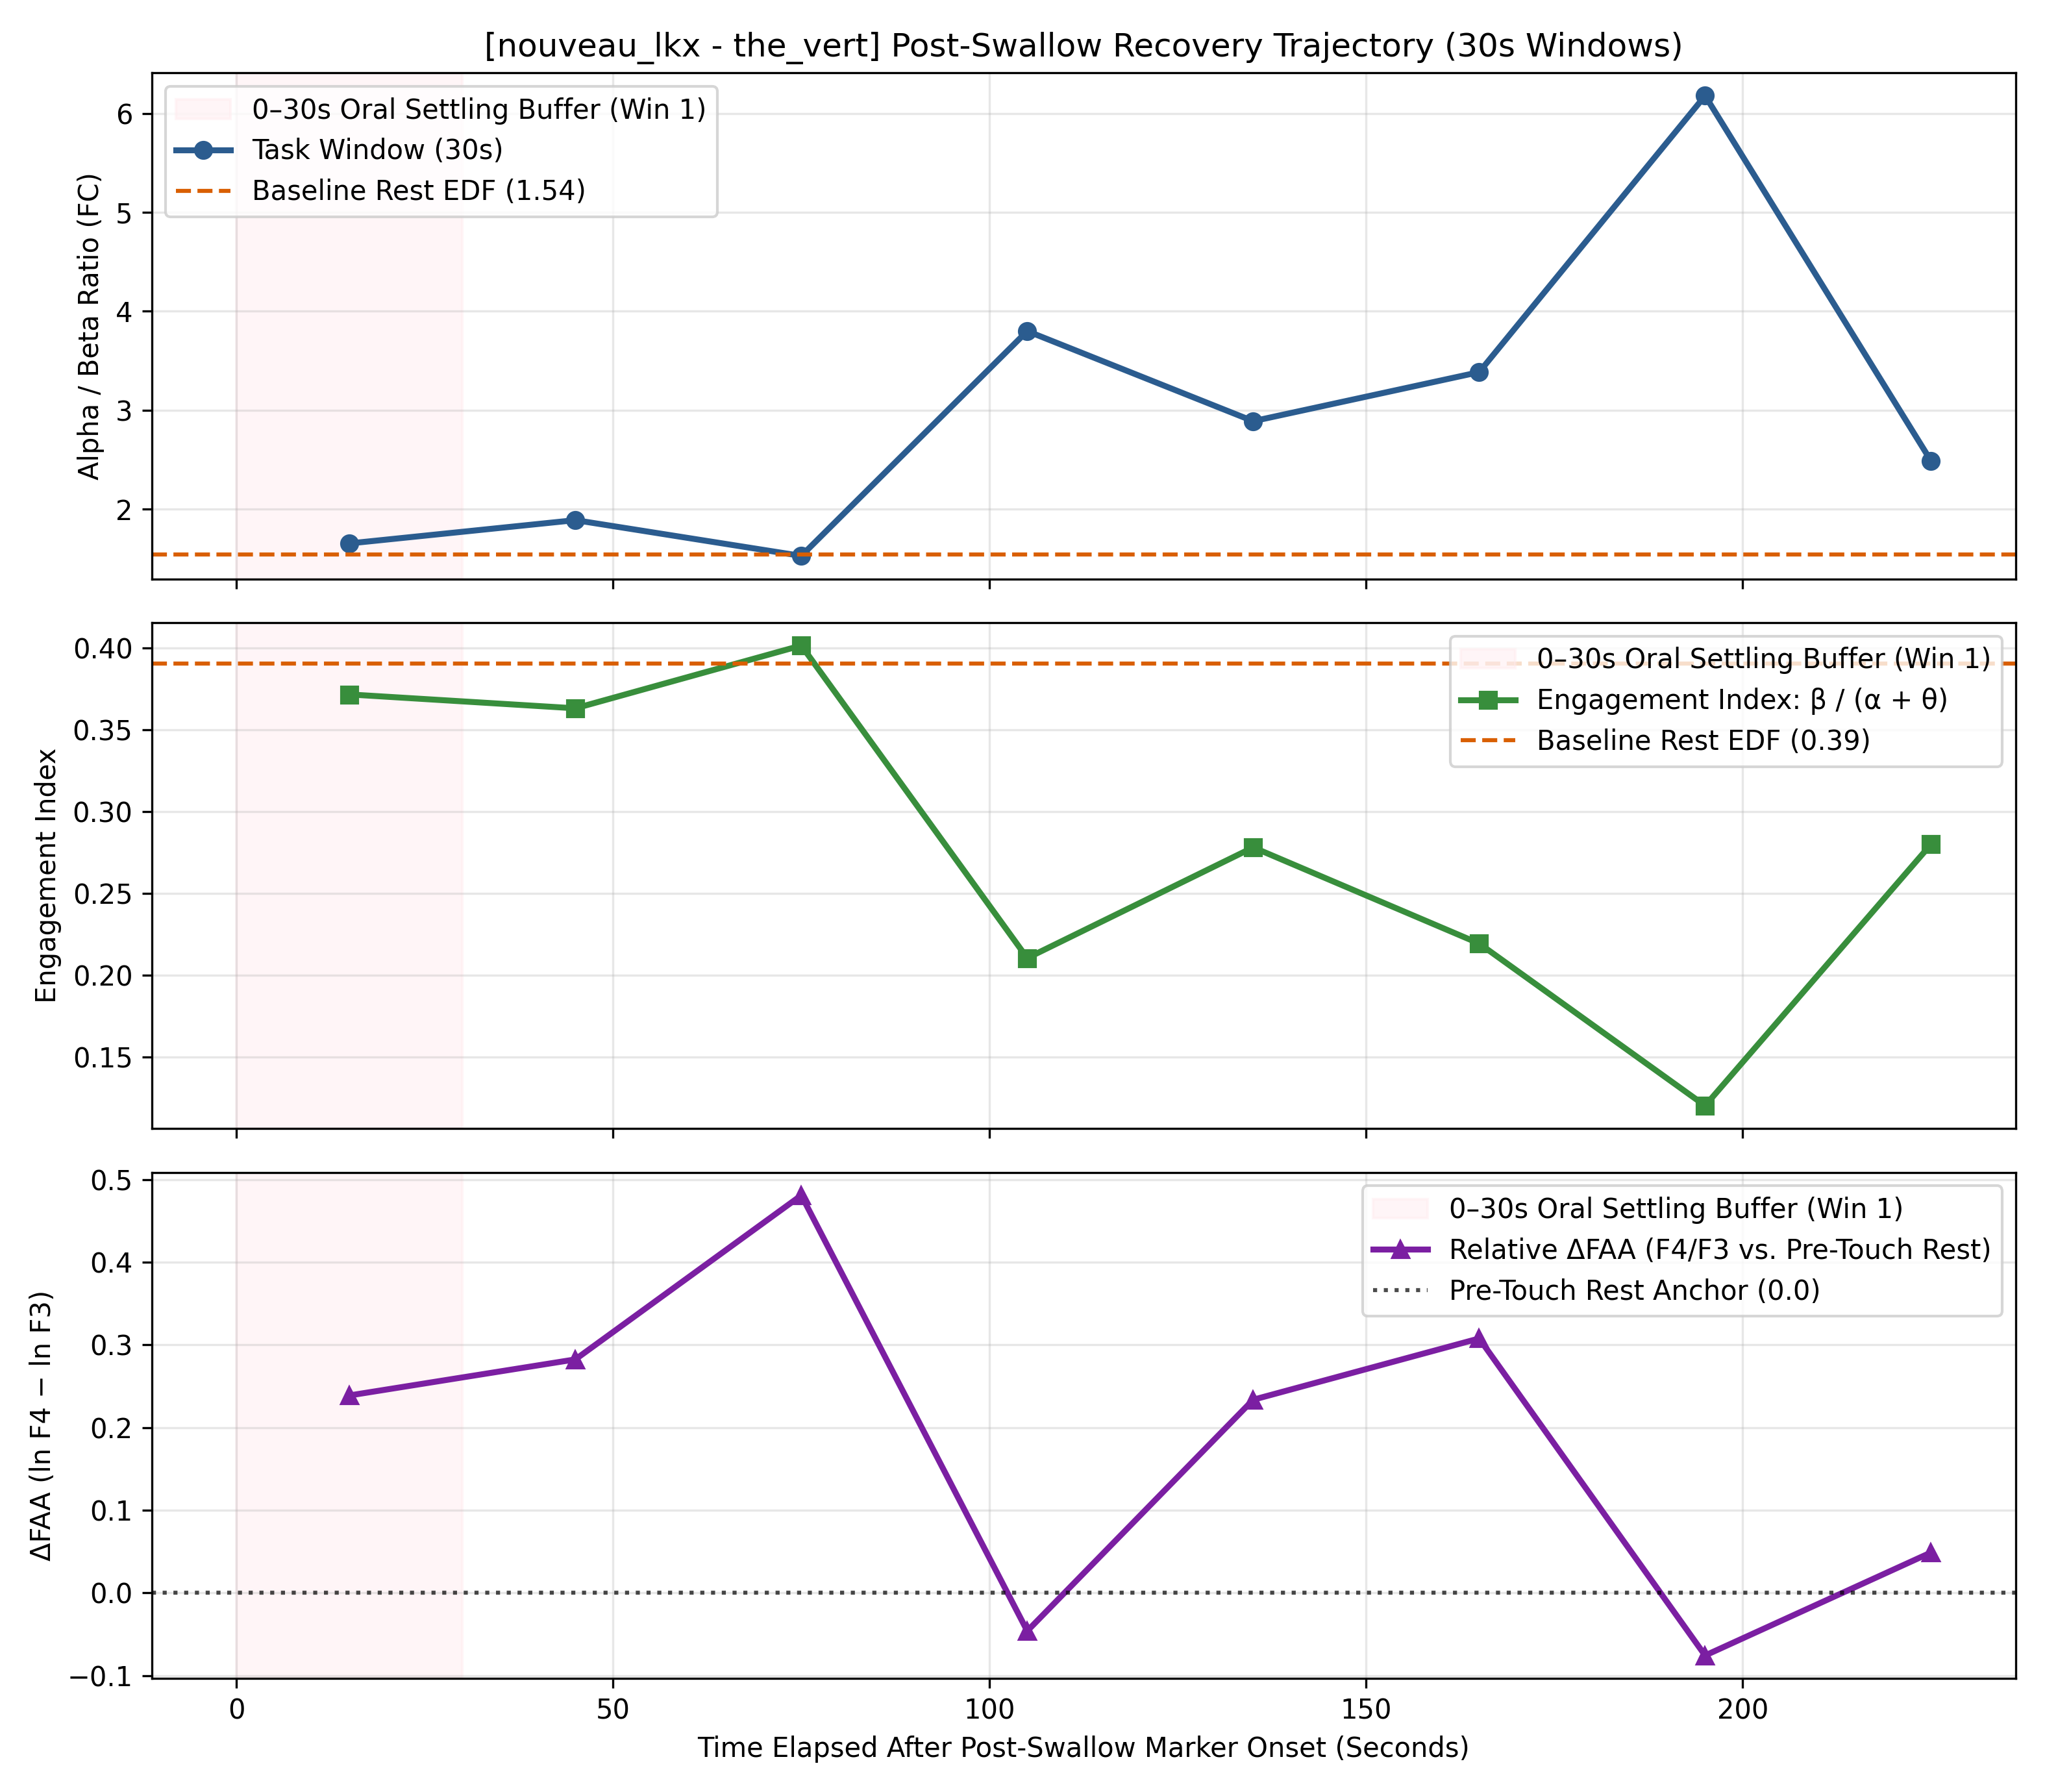 [nouveau_lkx - the_vert] Post-Swallow Recovery Trajectory (30s Windows)
Alpha / Beta Ratio (FC)
6
5
4
3
2
0–30s Oral Settling Buffer (Win 1)
Task Window (30s)
Baseline Rest EDF (1.54)
Engagement Index
0.40
0.35
0.30
0.25
0.20
0.15
0–30s Oral Settling Buffer (Win 1)
Engagement Index: β / (α + θ)
Baseline Rest EDF (0.39)
ΔFAA (ln F4 − ln F3)
0.5
0.4
0.3
0.2
0.1
0.0
−0.1
0–30s Oral Settling Buffer (Win 1)
Relative ΔFAA (F4/F3 vs. Pre-Touch Rest)
Pre-Touch Rest Anchor (0.0)
0 50 100 150 200
Time Elapsed After Post-Swallow Marker Onset (Seconds)